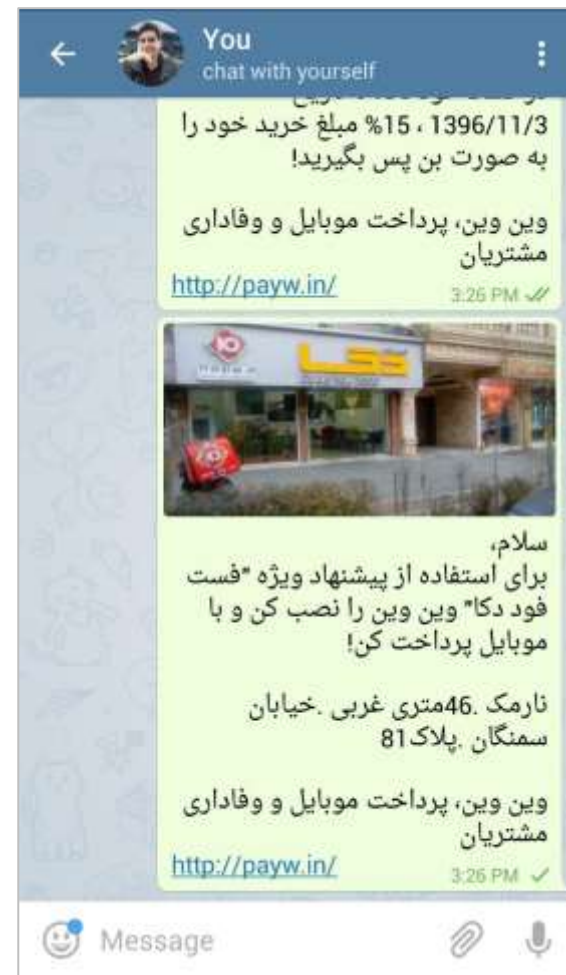 You
chat with yourself
1396/11/3 ، 15% مبلغ خرید خود را
به صورت بن پس بگیرید!
وین وین، پرداخت موبایل و وفاداری
مشتریان
http://payw.in/
3:26 PM
سلام،
برای استفاده از پیشنهاد ویژه "فست
فود دکا" وین وین را نصب کن و با
موبایل پرداخت کن!
نارمک .46متری غربی .خیابان
سمنگان .پلاک81
وین وین، پرداخت موبایل و وفاداری
مشتریان
http://payw.in/
3:26 PM
Message